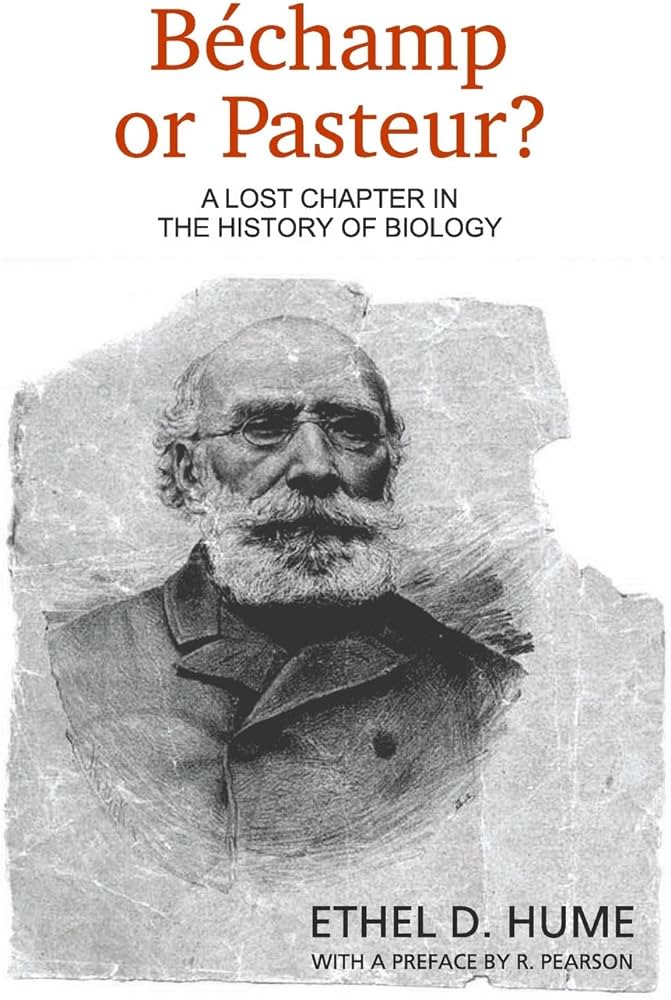 Béchamp
or Pasteur?
A LOST CHAPTER IN
THE HISTORY OF BIOLOGY
ETHEL D. HUME
WITH A PREFACE BY R. PEARSON